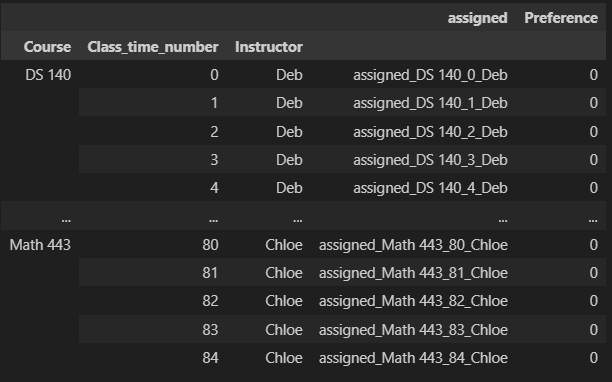 assigned Preference
Course Class_time_number Instructor
DS 140 0 Deb assigned_DS 140_0_Deb 0
1 Deb assigned_DS 140_1_Deb 0
2 Deb assigned_DS 140_2_Deb 0
3 Deb assigned_DS 140_3_Deb 0
4 Deb assigned_DS 140_4_Deb 0
... ... ... ... ...
Math 443 80 Chloe assigned_Math 443_80_Chloe 0
81 Chloe assigned_Math 443_81_Chloe 0
82 Chloe assigned_Math 443_82_Chloe 0
83 Chloe assigned_Math 443_83_Chloe 0
84 Chloe assigned_Math 443_84_Chloe 0